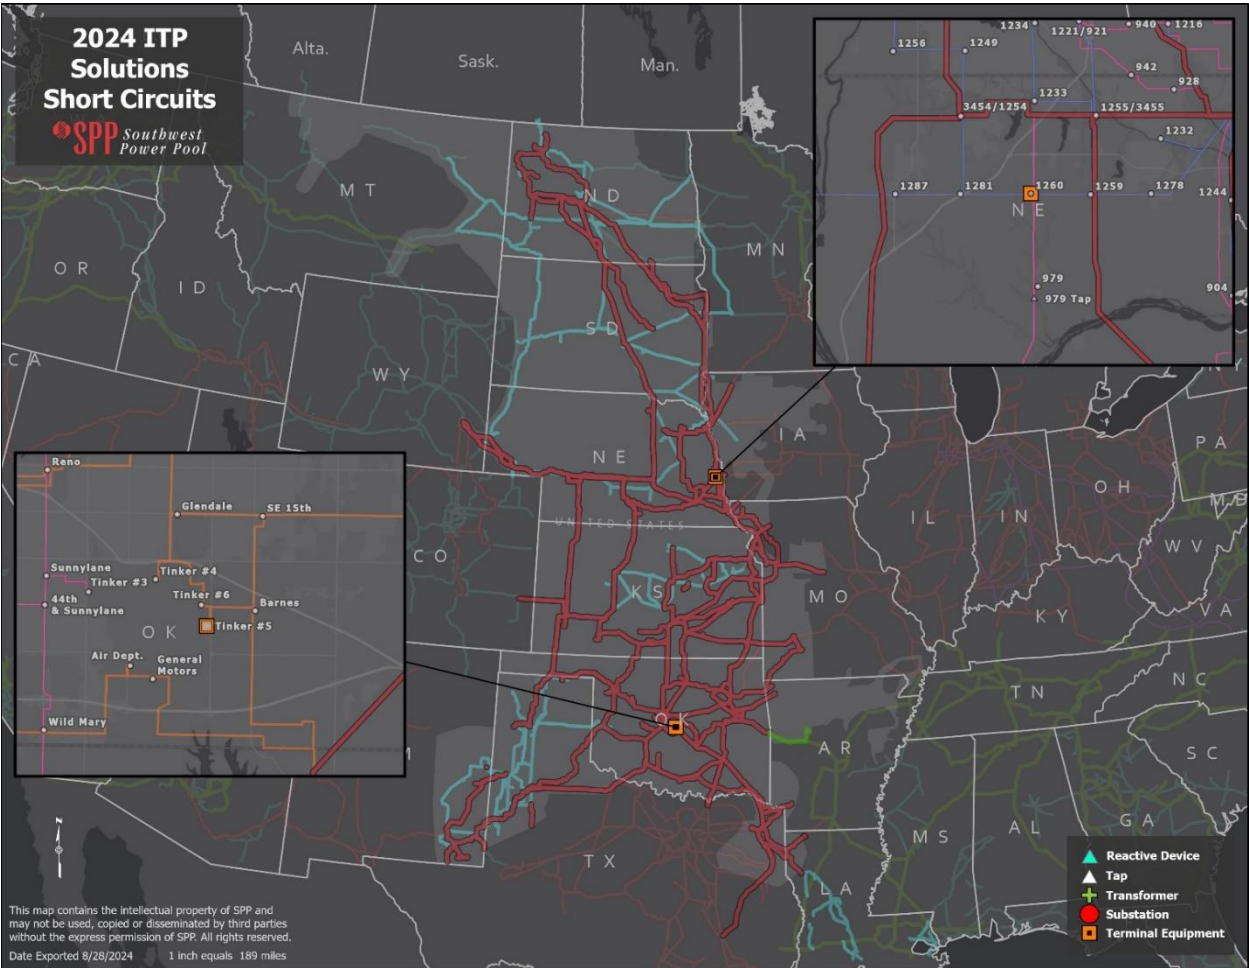 2024 ITP
Solutions
Short Circuits
SPP Southwest
Power Pool
Alta.
Sask.
Man.
MT
ND
MN
OR
ID
SD
WY
CA
NE
IA
UNITED STATES
CO
KS
MO
IL
IN
OH
PA
MD
WV
VA
KY
OK
TN
NC
AR
SC
MS
AL
GA
TX
LA
1234
1221/921
940
1216
1256
1249
942
928
1233
3454/1254
1255/3455
1232
1287
1281
1260
1259
1278
1244
NE
979
979 Tap
904
Reno
Glendale
SE 15th
Sunnylane
Tinker #3
Tinker #4
Tinker #6
44th
& Sunnylane
Barnes
OK
Tinker #5
Air Dept.
General
Motors
Wild Mary
N
Reactive Device
Tap
Transformer
Substation
Terminal Equipment
This map contains the intellectual property of SPP and
may not be used, copied or disseminated by third parties
without the express permission of SPP. All rights reserved.
Date Exported 8/28/2024 1 inch equals 189 miles